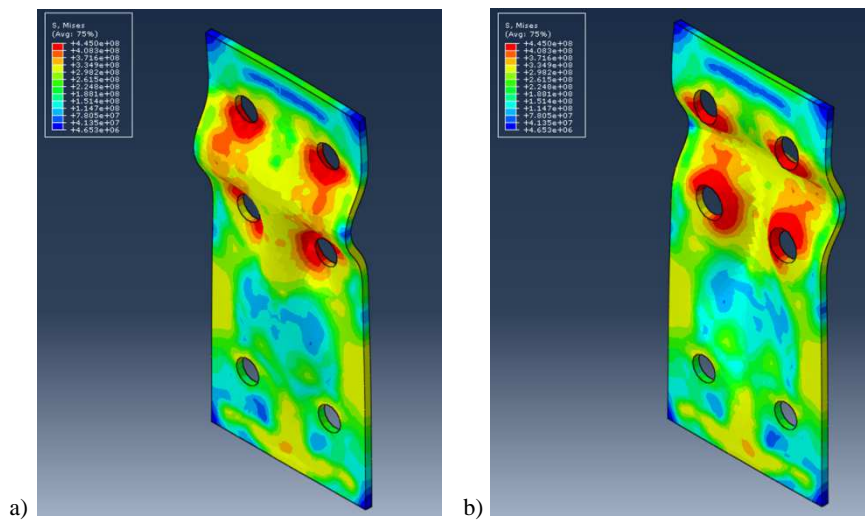 S, Mises
(Avg: 75%)
+4.450e+08
+4.083e+08
+3.716e+08
+3.349e+08
+2.982e+08
+2.615e+08
+2.248e+08
+1.881e+08
+1.514e+08
+1.147e+08
+7.805e+07
+4.135e+07
+4.653e+06
a)
S, Mises
(Avg: 75%)
+4.450e+08
+4.083e+08
+3.716e+08
+3.349e+08
+2.982e+08
+2.615e+08
+2.248e+08
+1.881e+08
+1.514e+08
+1.147e+08
+7.805e+07
+4.135e+07
+4.653e+06
b)